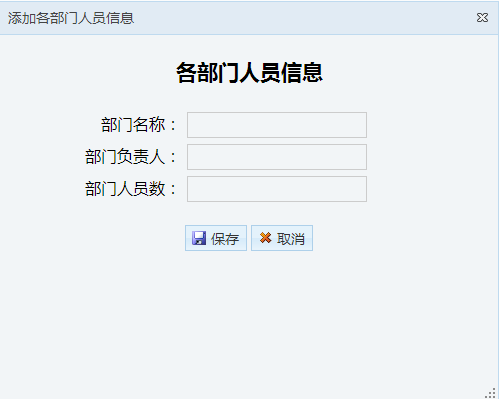 添加各部门人员信息
各部门人员信息
部门名称：
部门负责人：
部门人员数：
保存 取消